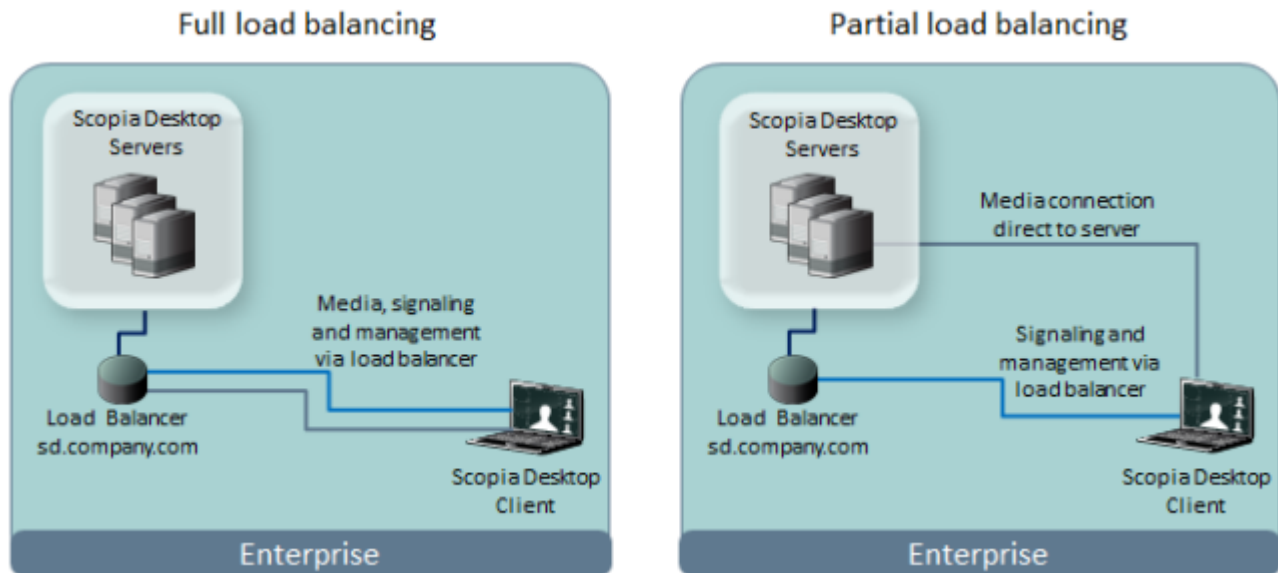 Full load balancing
Scopia Desktop
Servers
Media, signaling
and management
via load balancer
Load Balancer
sd.company.com
Scopia Desktop
Client
Enterprise
Partial load balancing
Scopia Desktop
Servers
Media connection
direct to server
Signaling and
management via
load balancer
Load Balancer
sd.company.com
Scopia Desktop
Client
Enterprise